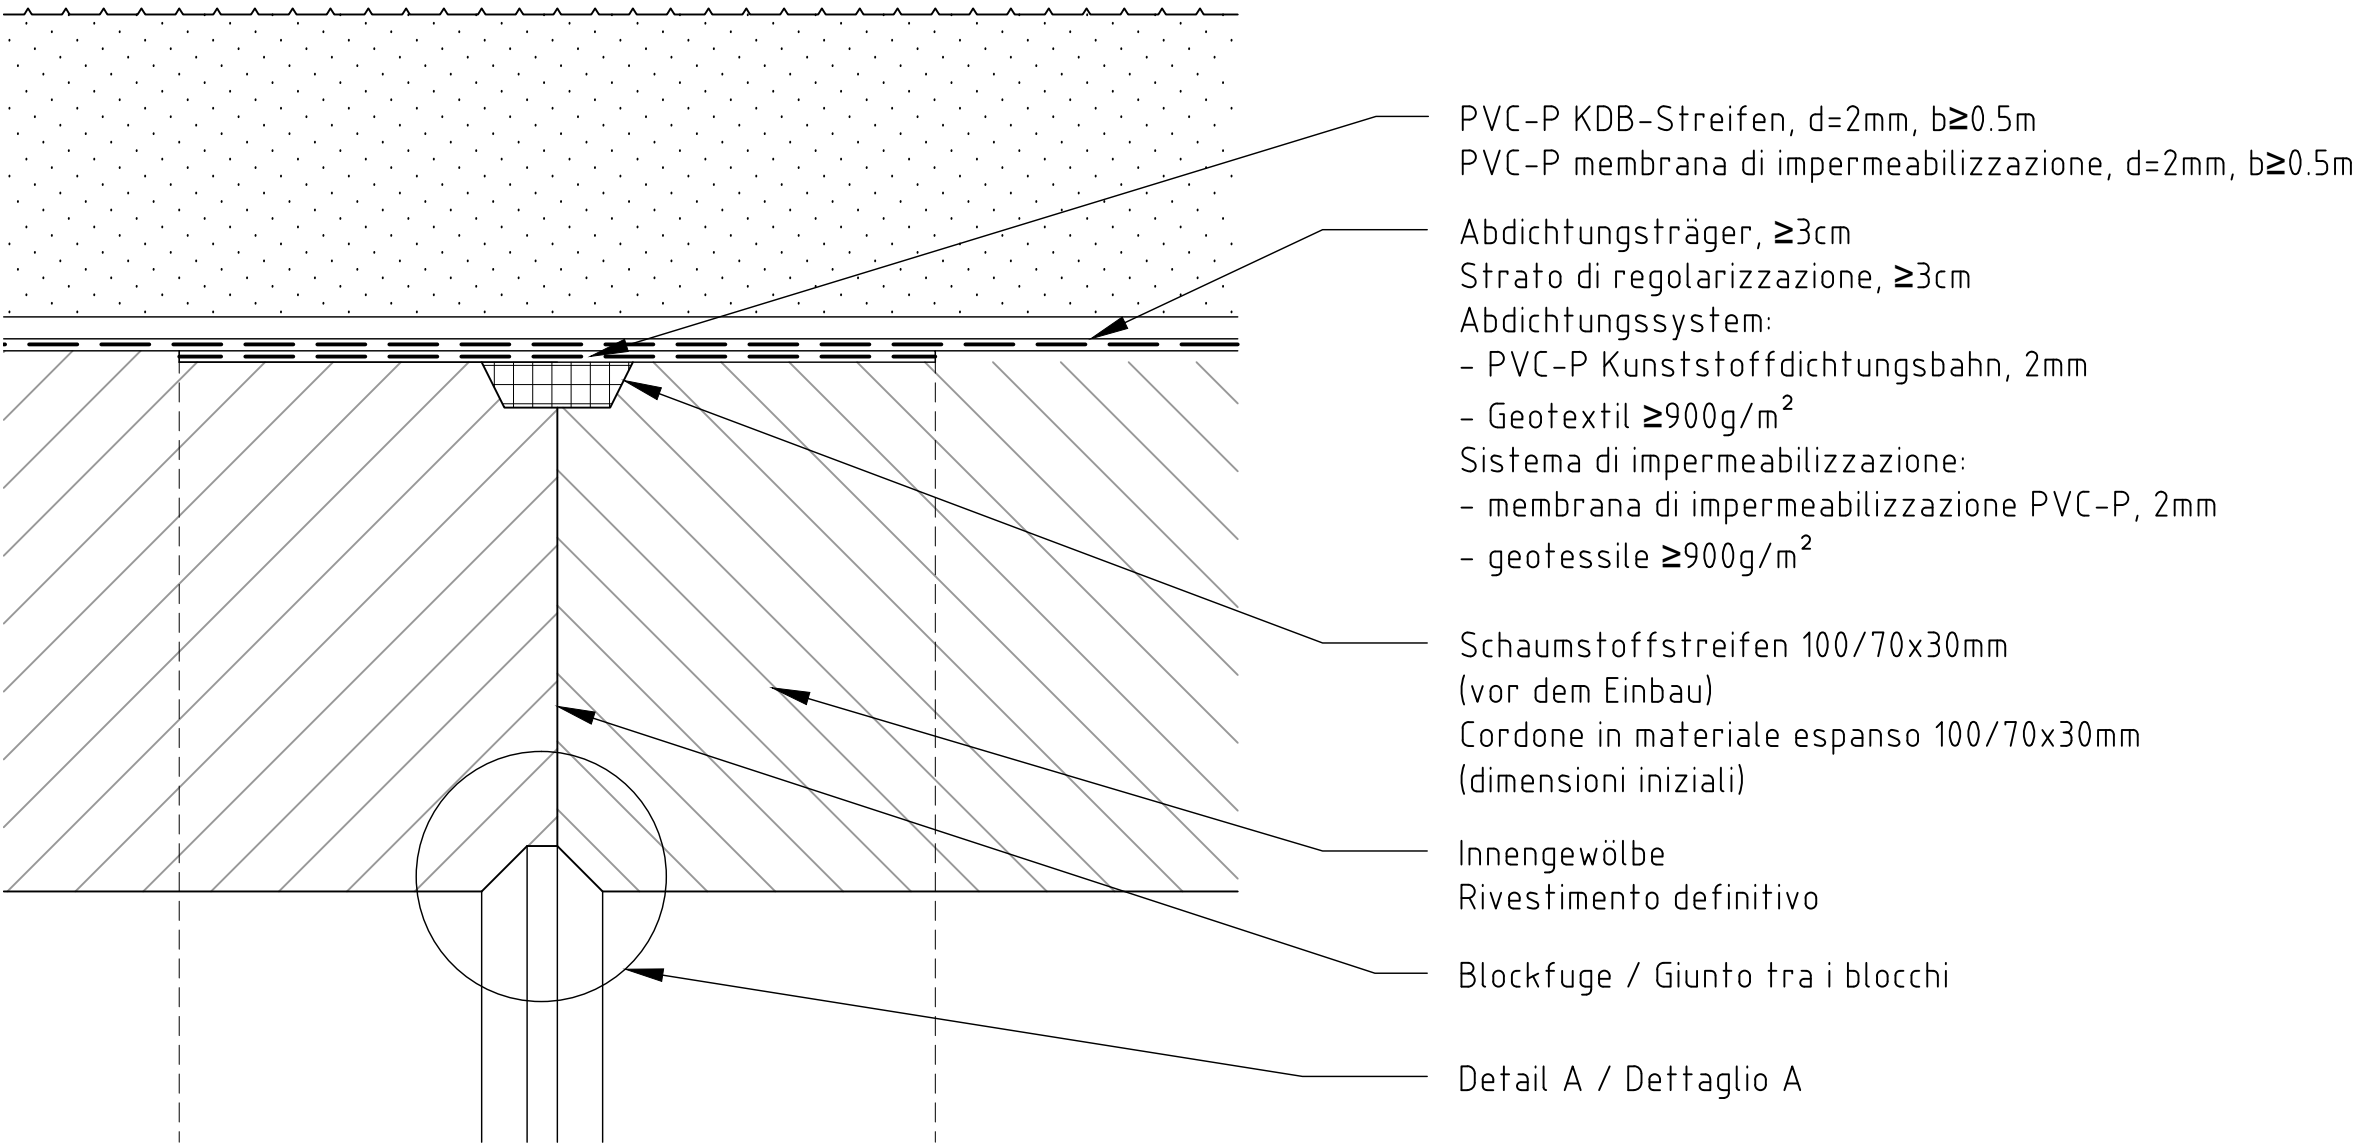 PVC-P KDB-Streifen, d=2mm, b≥0.5m
PVC-P membrana di impermeabilizzazione, d=2mm, b≥0.5m
Abdichtungsträger, ≥3cm
Strato di regolarizzazione, ≥3cm
Abdichtungssystem:
- PVC-P Kunststoffdichtungsbahn, 2mm
- Geotextil ≥900g/m²
Sistema di impermeabilizzazione:
- membrana di impermeabilizzazione PVC-P, 2mm
- geotessile ≥900g/m²
Schaumstoffstreifen 100/70x30mm
(vor dem Einbau)
Cordone in materiale espanso 100/70x30mm
(dimensioni iniziali)
Innengewölbe
Rivestimento definitivo
Blockfuge / Giunto tra i blocchi
Detail A / Dettaglio A